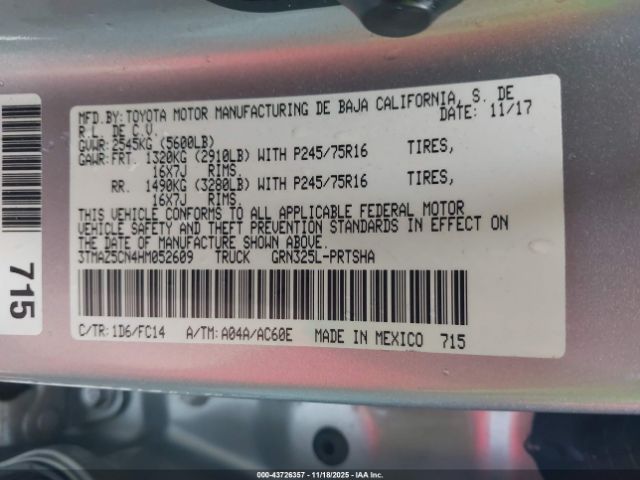 MFD.BY:TOYOTA MOTOR MANUFACTURING DE BAJA CALIFORNIA, S. DE
R.L. DE C.V. DATE: 11/17
GVWR:2545KG (5600LB)
GAWR:FRT. 1320KG (2910LB) WITH P245/75R16 TIRES,
16X7J RIMS.
RR. 1490KG (3280LB) WITH P245/75R16 TIRES,
16X7J RIMS.
THIS VEHICLE CONFORMS TO ALL APPLICABLE FEDERAL MOTOR
VEHICLE SAFETY AND THEFT PREVENTION STANDARDS IN EFFECT ON
THE DATE OF MANUFACTURE SHOWN ABOVE.
3TMAZ5CN4HM052609 TRUCK GRN325L-PRTSHA
C/TR:1D6/FC14 A/TM:A04A/AC60E MADE IN MEXICO 715
715
000-43726357 - 11/18/2025 - IAA Inc.